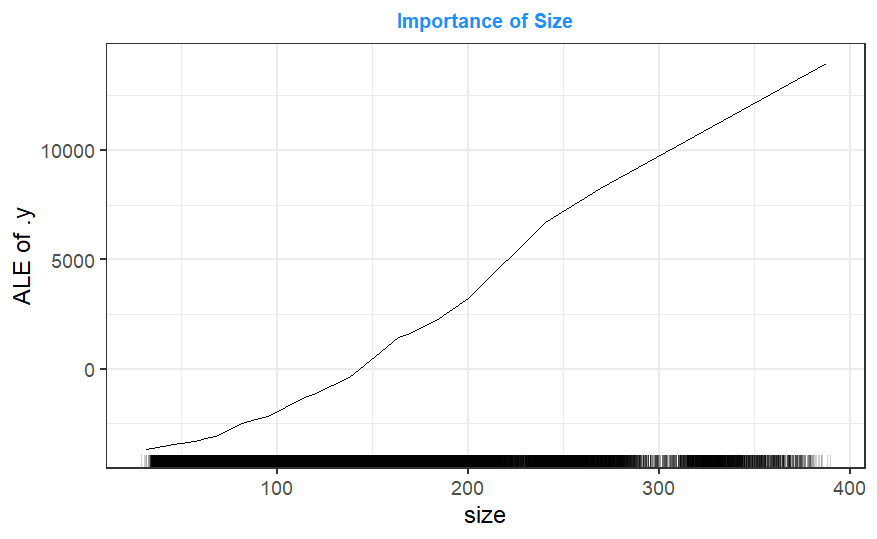 Importance of Size
ALE of .y
10000
5000
0
100 200 300 400
size